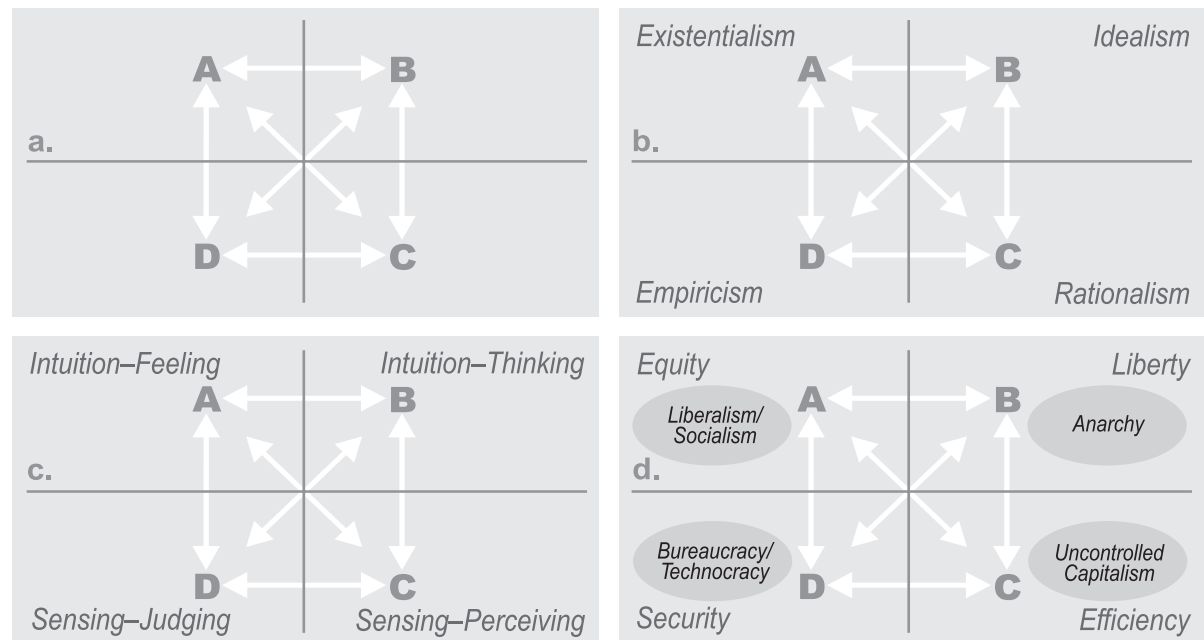 A B
a.
D C
Existentialism Idealism
A B
b.
D C
Empiricism Rationalism
Intuition–Feeling Intuition–Thinking
A B
c.
D C
Sensing–Judging Sensing–Perceiving
Equity Liberty
A B
Liberalism/
Socialism
Anarchy
d.
Bureaucracy/
Technocracy
Uncontrolled
Capitalism
D C
Security Efficiency